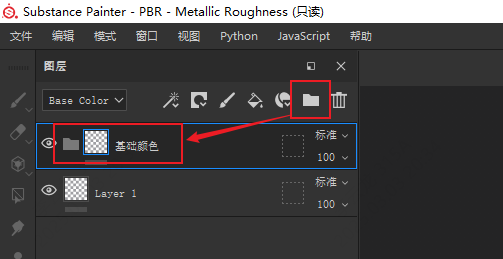 Substance Painter - PBR - Metallic Roughness (只读)
文件 编辑 模式 窗口 视图 Python JavaScript 帮助
图层
Base Color
基础颜色 标准
100
Layer 1 标准
100